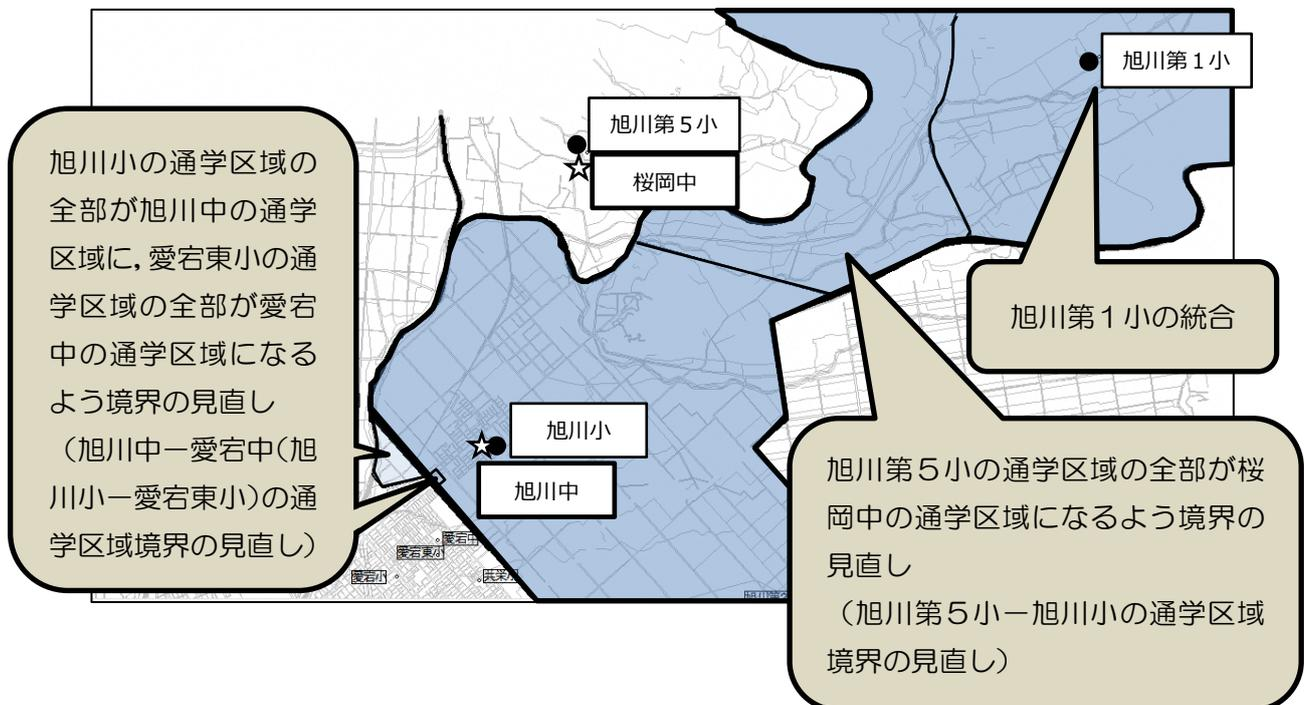 旭川第１小
旭川第５小
桜岡中
旭川小の通学区域の
全部が旭川中の通学
区域に，愛宕東小の通
学区域の全部が愛宕
中の通学区域になる
よう境界の見直し
（旭川中－愛宕中（旭
川小－愛宕東小）の通
学区域境界の見直し）
旭川第１小の統合
旭川小
旭川中
旭川第５小の通学区域の全部が桜
岡中の通学区域になるよう境界の
見直し
（旭川第５小－旭川小の通学区域
境界の見直し）
愛宕中
愛宕東小
愛宕小